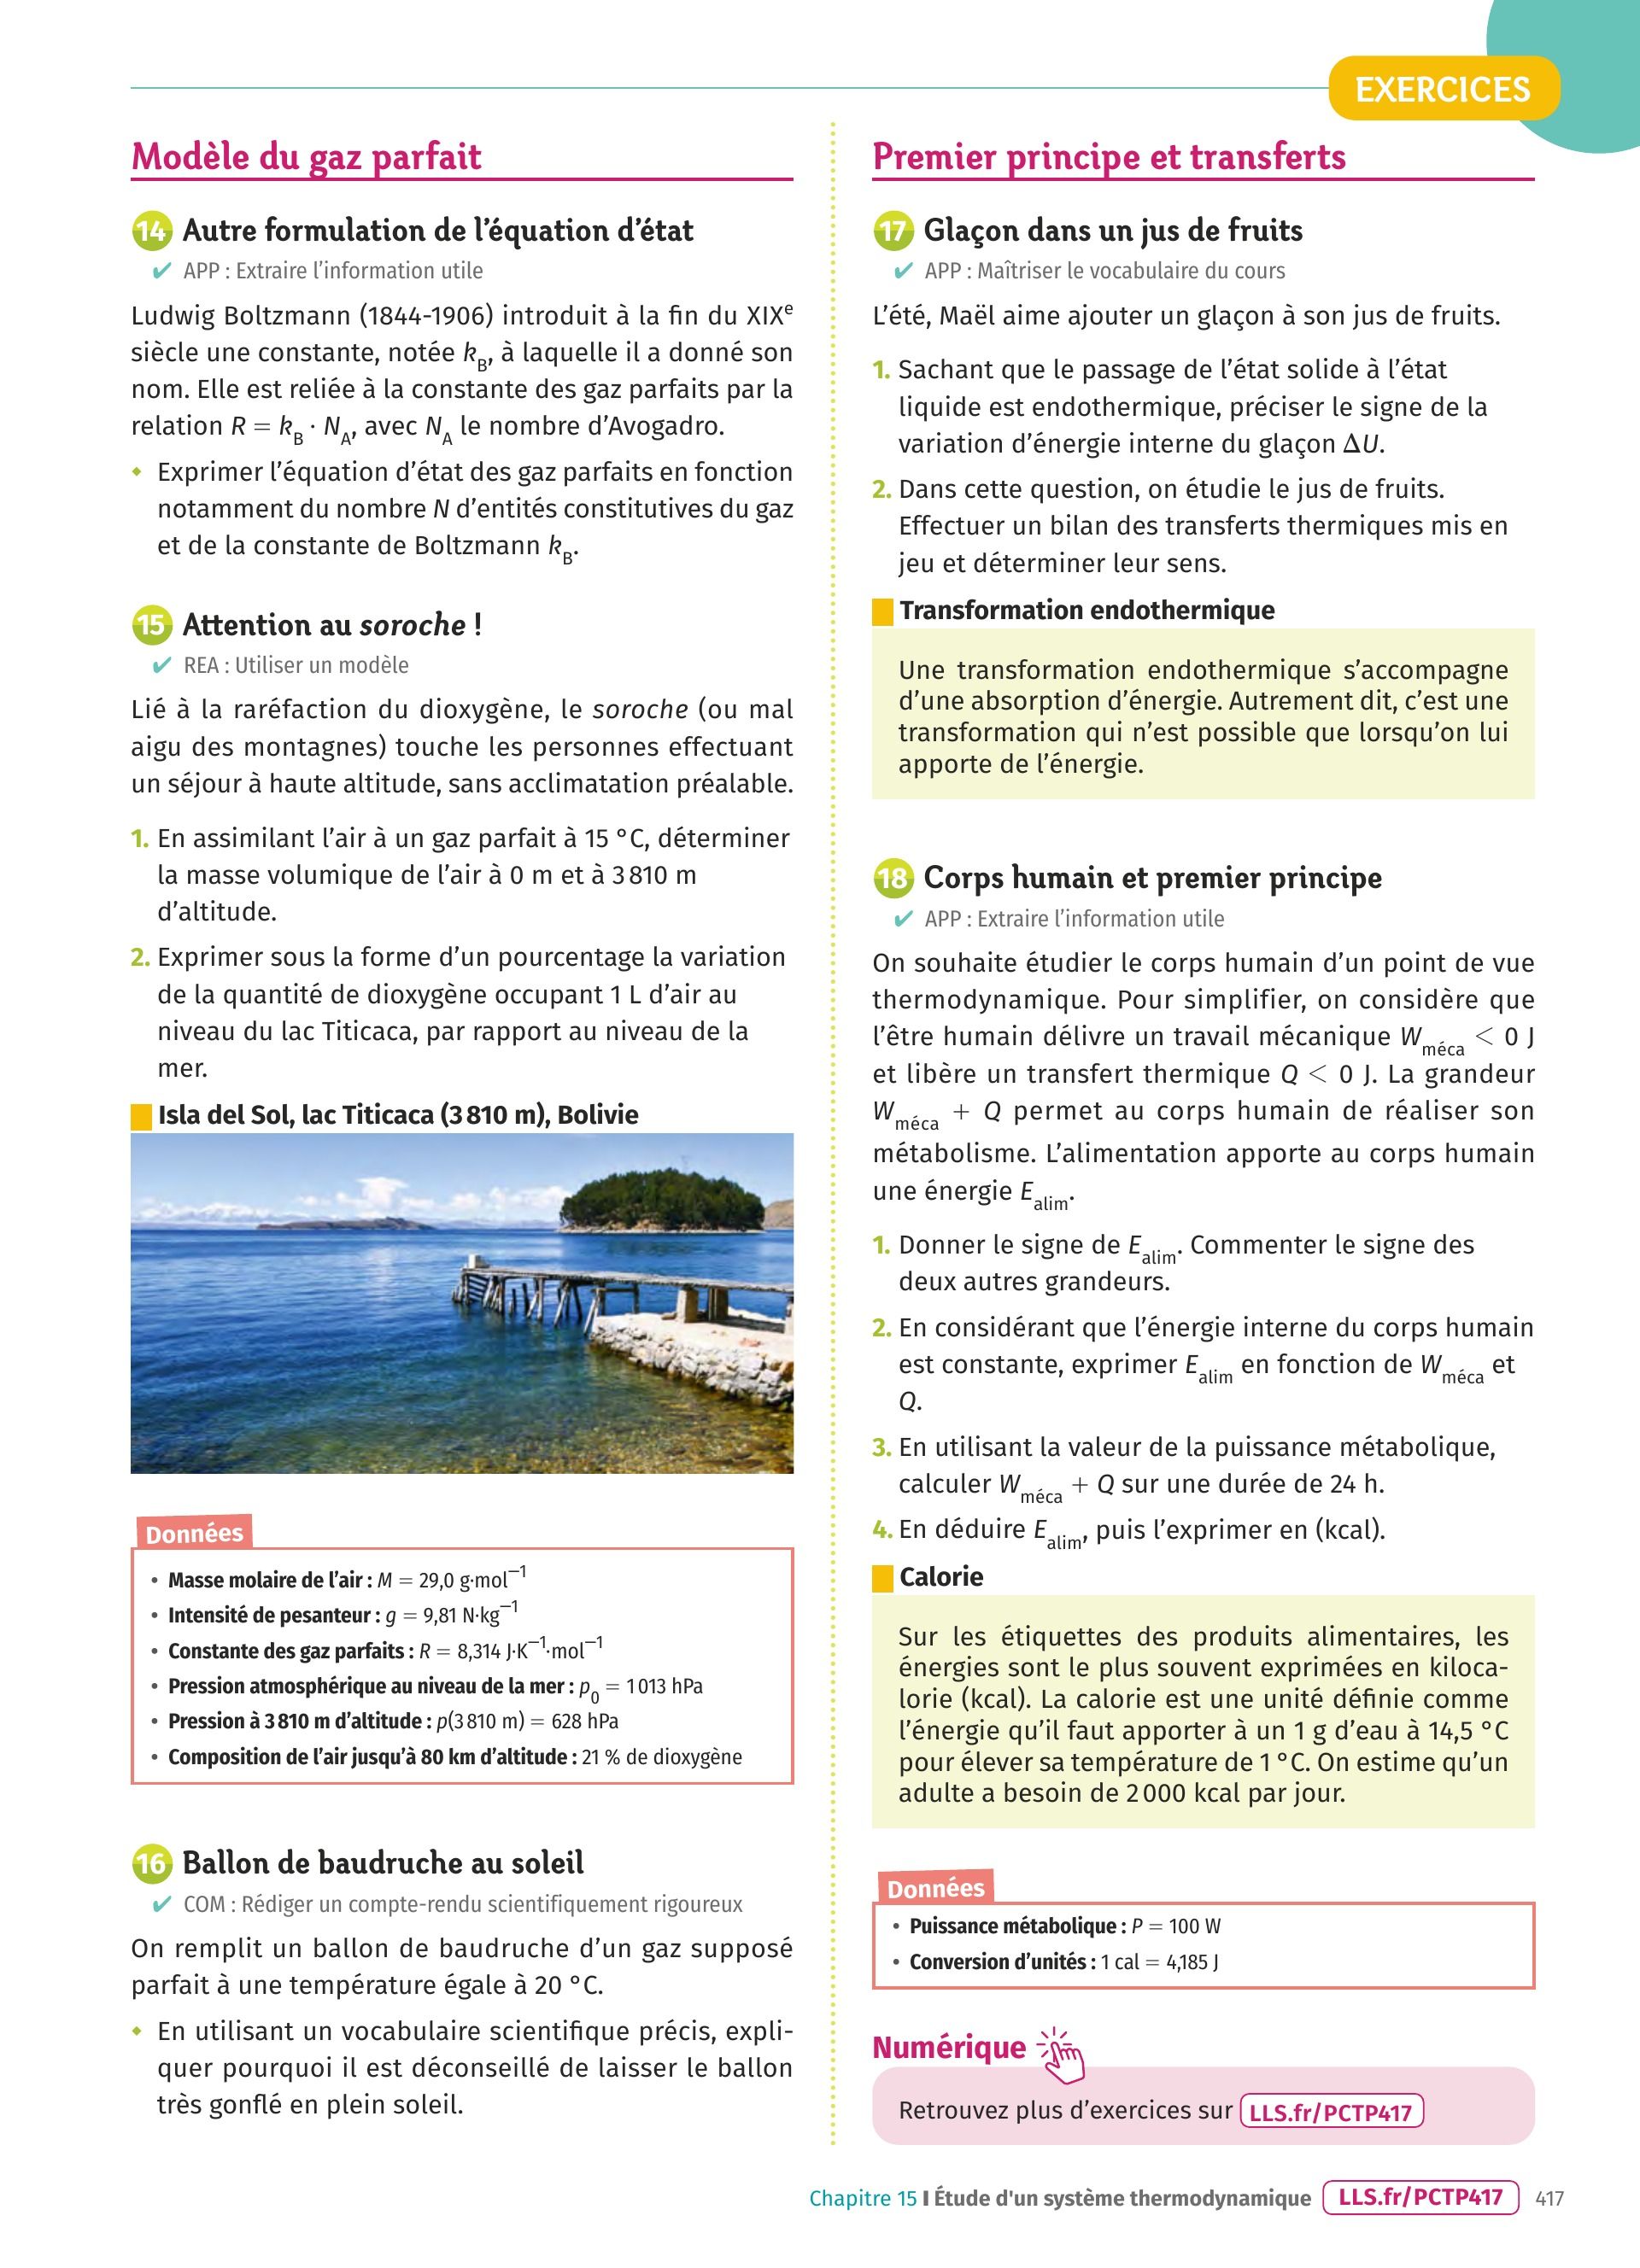 EXERCICES
Modèle du gaz parfait
14 Autre formulation de l’équation d’état
✔ APP : Extraire l’information utile
Ludwig Boltzmann (1844-1906) introduit à la fin du XIXᵉ
siècle une constante, notée k_B, à laquelle il a donné son
nom. Elle est reliée à la constante des gaz parfaits par la
relation R = k_B · N_A, avec N_A le nombre d’Avogadro.
◆ Exprimer l’équation d’état des gaz parfaits en fonction
notamment du nombre N d’entités constitutives du gaz
et de la constante de Boltzmann k_B.
15 Attention au soroche !
✔ REA : Utiliser un modèle
Lié à la raréfaction du dioxygène, le soroche (ou mal
aigu des montagnes) touche les personnes effectuant
un séjour à haute altitude, sans acclimatation préalable.
1. En assimilant l’air à un gaz parfait à 15 °C, déterminer
la masse volumique de l’air à 0 m et à 3 810 m
d’altitude.
2. Exprimer sous la forme d’un pourcentage la variation
de la quantité de dioxygène occupant 1 L d’air au
niveau du lac Titicaca, par rapport au niveau de la
mer.
Isla del Sol, lac Titicaca (3 810 m), Bolivie
Données
• Masse molaire de l’air : M = 29,0 g·mol⁻¹
• Intensité de pesanteur : g = 9,81 N·kg⁻¹
• Constante des gaz parfaits : R = 8,314 J·K⁻¹·mol⁻¹
• Pression atmosphérique au niveau de la mer : p₀ = 1 013 hPa
• Pression à 3 810 m d’altitude : p(3 810 m) = 628 hPa
• Composition de l’air jusqu’à 80 km d’altitude : 21 % de dioxygène
16 Ballon de baudruche au soleil
✔ COM : Rédiger un compte-rendu scientifiquement rigoureux
On remplit un ballon de baudruche d’un gaz supposé
parfait à une température égale à 20 °C.
◆ En utilisant un vocabulaire scientifique précis, expli-
quer pourquoi il est déconseillé de laisser le ballon
très gonflé en plein soleil.
Premier principe et transferts
17 Glaçon dans un jus de fruits
✔ APP : Maîtriser le vocabulaire du cours
L’été, Maël aime ajouter un glaçon à son jus de fruits.
1. Sachant que le passage de l’état solide à l’état
liquide est endothermique, préciser le signe de la
variation d’énergie interne du glaçon ΔU.
2. Dans cette question, on étudie le jus de fruits.
Effectuer un bilan des transferts thermiques mis en
jeu et déterminer leur sens.
Transformation endothermique
Une transformation endothermique s’accompagne
d’une absorption d’énergie. Autrement dit, c’est une
transformation qui n’est possible que lorsqu’on lui
apporte de l’énergie.
18 Corps humain et premier principe
✔ APP : Extraire l’information utile
On souhaite étudier le corps humain d’un point de vue
thermodynamique. Pour simplifier, on considère que
l’être humain délivre un travail mécanique W_méca < 0 J
et libère un transfert thermique Q < 0 J. La grandeur
W_méca + Q permet au corps humain de réaliser son
métabolisme. L’alimentation apporte au corps humain
une énergie E_alim.
1. Donner le signe de E_alim. Commenter le signe des
deux autres grandeurs.
2. En considérant que l’énergie interne du corps humain
est constante, exprimer E_alim en fonction de W_méca et
Q.
3. En utilisant la valeur de la puissance métabolique,
calculer W_méca + Q sur une durée de 24 h.
4. En déduire E_alim, puis l’exprimer en (kcal).
Calorie
Sur les étiquettes des produits alimentaires, les
énergies sont le plus souvent exprimées en kiloca-
lorie (kcal). La calorie est une unité définie comme
l’énergie qu’il faut apporter à un 1 g d’eau à 14,5 °C
pour élever sa température de 1 °C. On estime qu’un
adulte a besoin de 2 000 kcal par jour.
Données
• Puissance métabolique : P = 100 W
• Conversion d’unités : 1 cal = 4,185 J
Numérique
Retrouvez plus d’exercices sur LLS.fr/PCTP417
Chapitre 15 I Étude d'un système thermodynamique LLS.fr/PCTP417 417